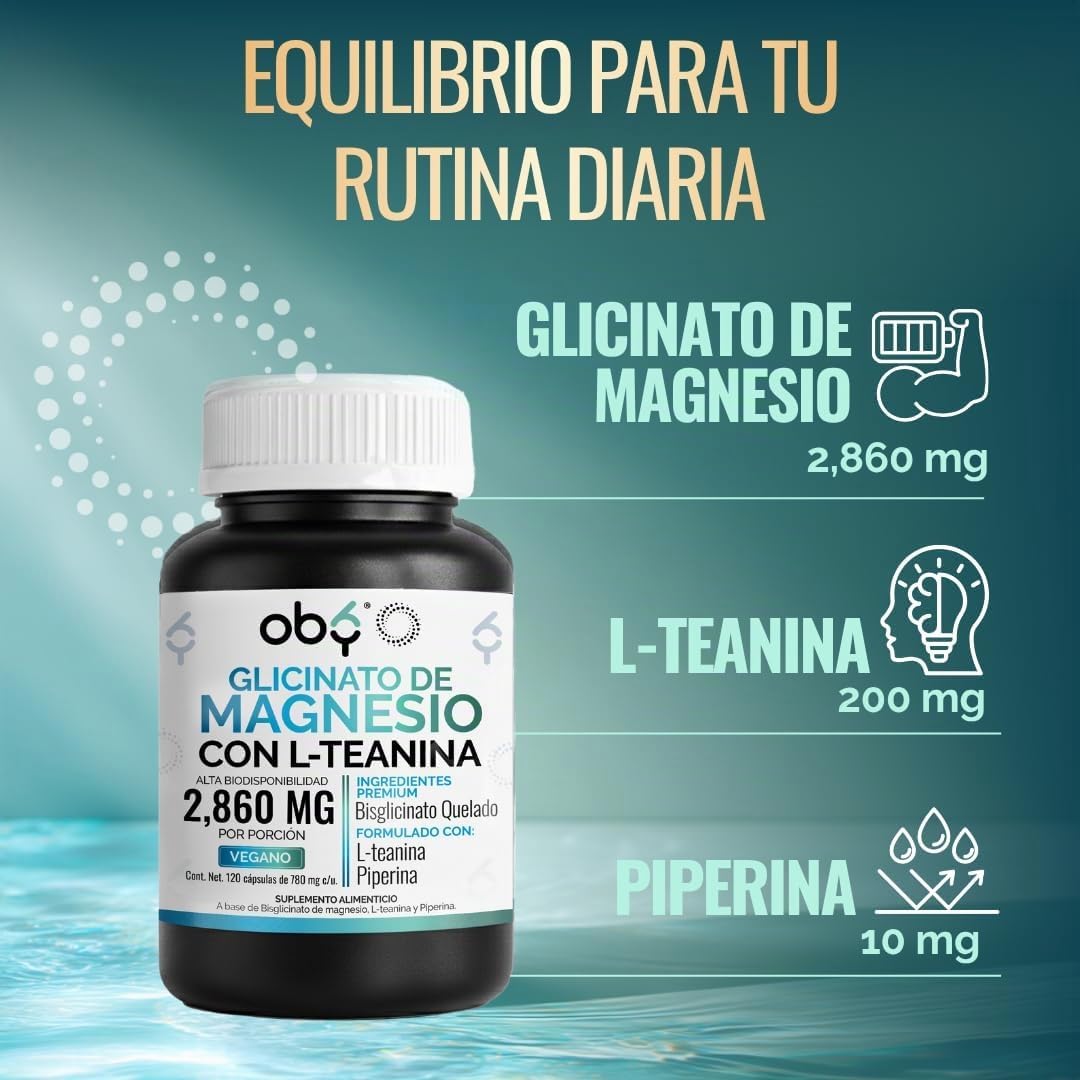 EQUILIBRIO PARA TU
RUTINA DIARIA
GLICINATO DE
MAGNESIO
2,860 mg
L-TEANINA
200 mg
PIPERINA
10 mg
oby®
GLICINATO DE
MAGNESIO
CON L-TEANINA
ALTA BIODISPONIBILIDAD
2,860 MG
POR PORCIÓN
VEGANO
Cont. Net. 120 cápsulas de 780 mg c/u.
INGREDIENTES
PREMIUM
Bisglicinato Quelado
FORMULADO CON:
L-teanina
Piperina
SUPLEMENTO ALIMENTICIO
A base de Bisglicinato de magnesio, L-teanina y Piperina.